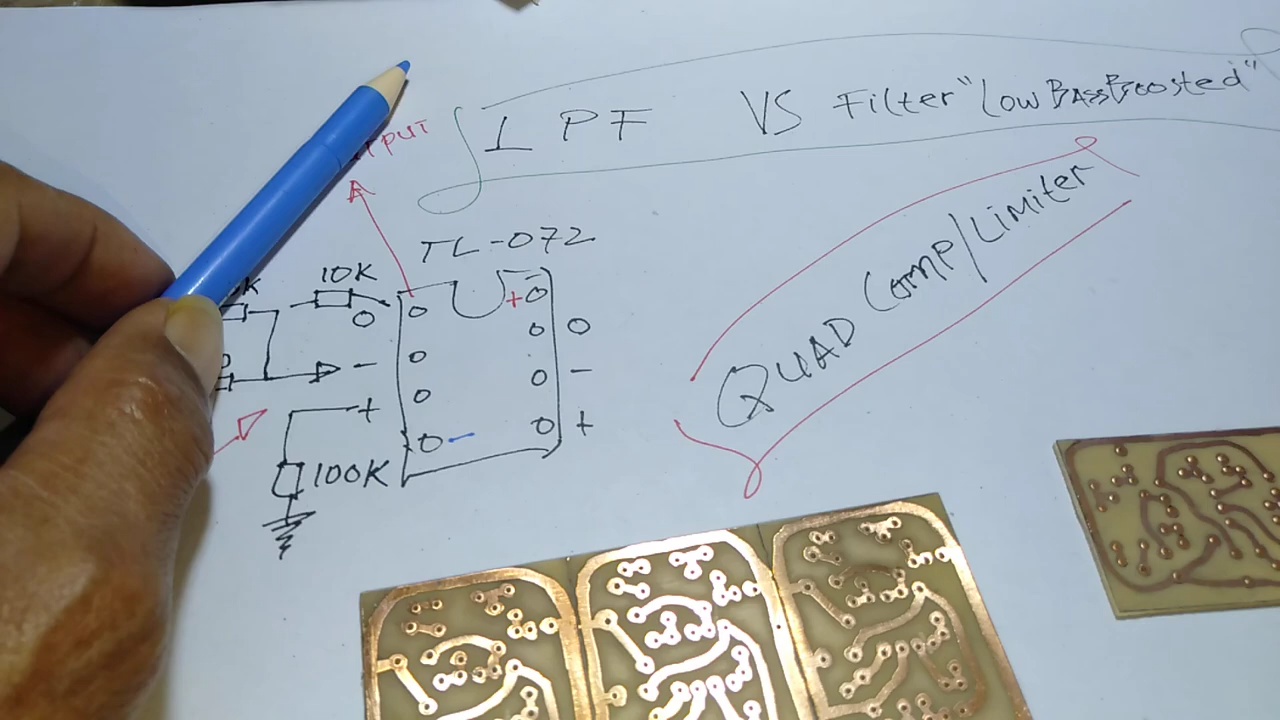 LPF VS Filter "Low BassBoosted"
QUAD Comp/Limiter
TL-072
10K
+
-
+
100K
-
O
-
+